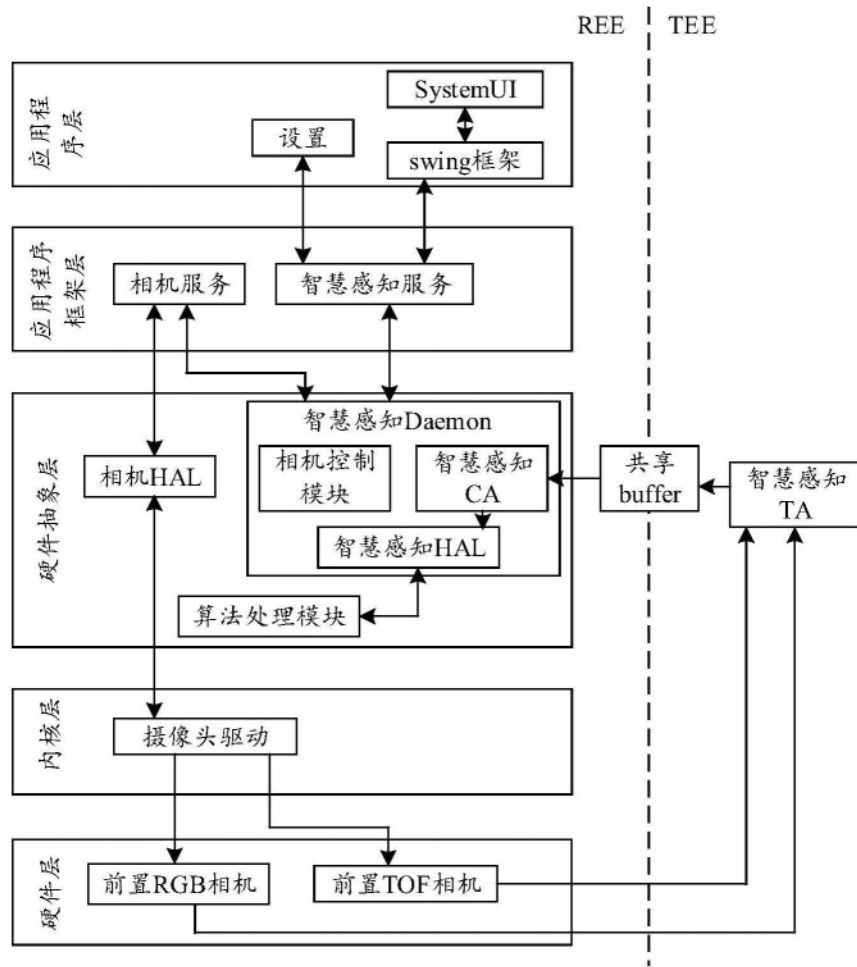 REE
TEE
应用程
序层
SystemUI
设置
swing框架
应用程序
框架层
相机服务
智慧感知服务
硬件抽象层
智慧感知Daemon
相机HAL
相机控制
模块
智慧感知
CA
共享
buffer
智慧感知
TA
智慧感知HAL
算法处理模块
内核层
摄像头驱动
硬件层
前置RGB相机
前置TOF相机